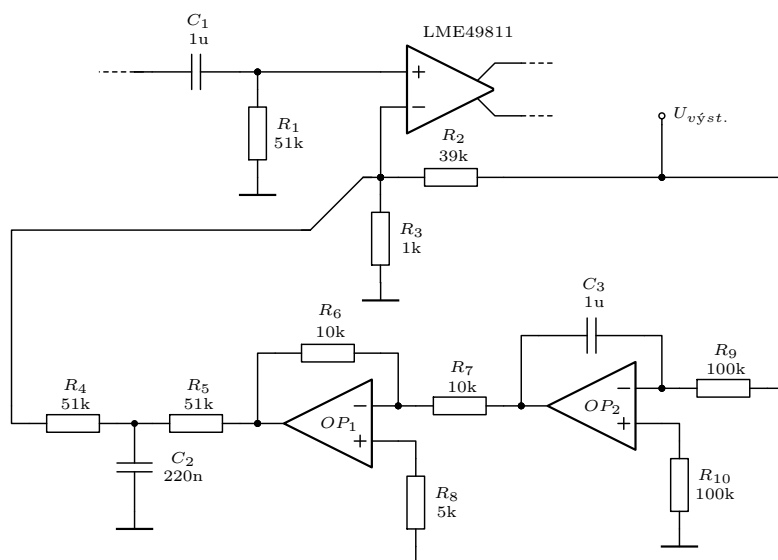 C1
1u
LME49811
+
−
R1
51k
R2
39k
Uvýst.
R3
1k
C3
1u
R6
10k
R7
10k
R9
100k
R4
51k
R5
51k
−
OP1
+
−
OP2
+
C2
220n
R8
5k
R10
100k